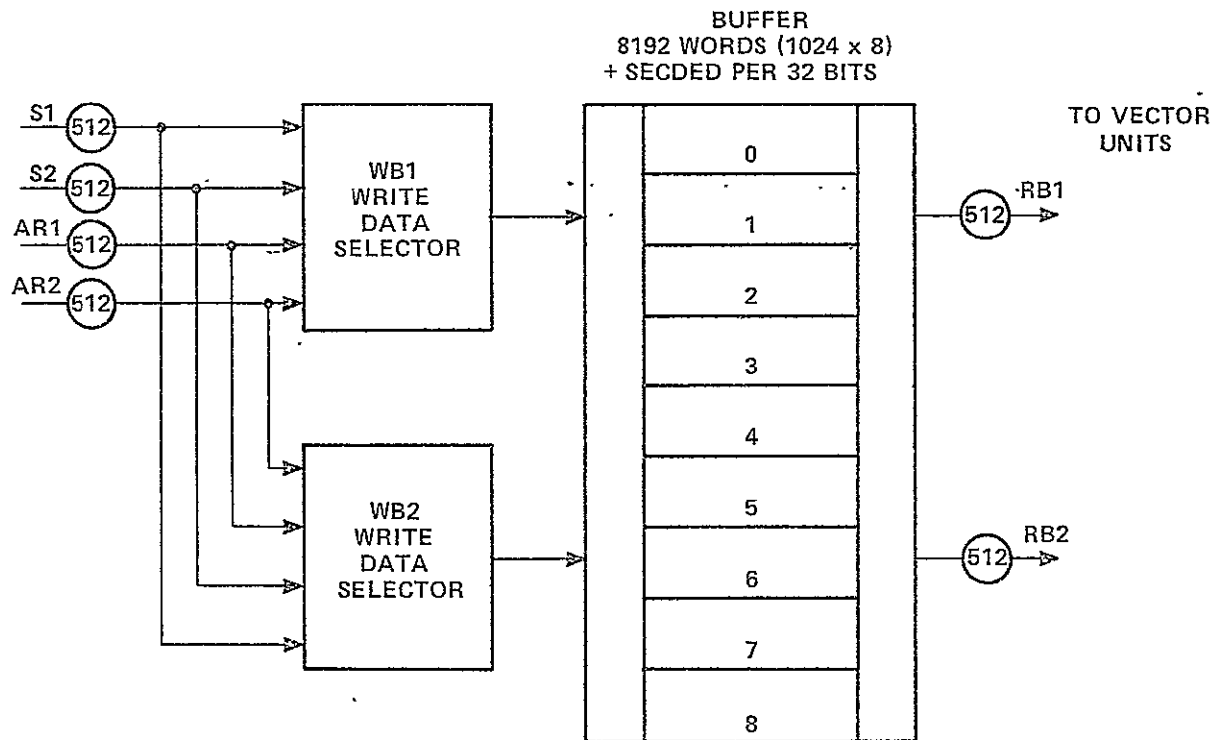 BUFFER
8192 WORDS (1024 x 8)
+ SECDED PER 32 BITS
TO VECTOR
UNITS
S1
512
S2
512
AR1
512
AR2
512
WB1
WRITE
DATA
SELECTOR
WB2
WRITE
DATA
SELECTOR
0
1
2
3
4
5
6
7
8
512
RB1
512
RB2